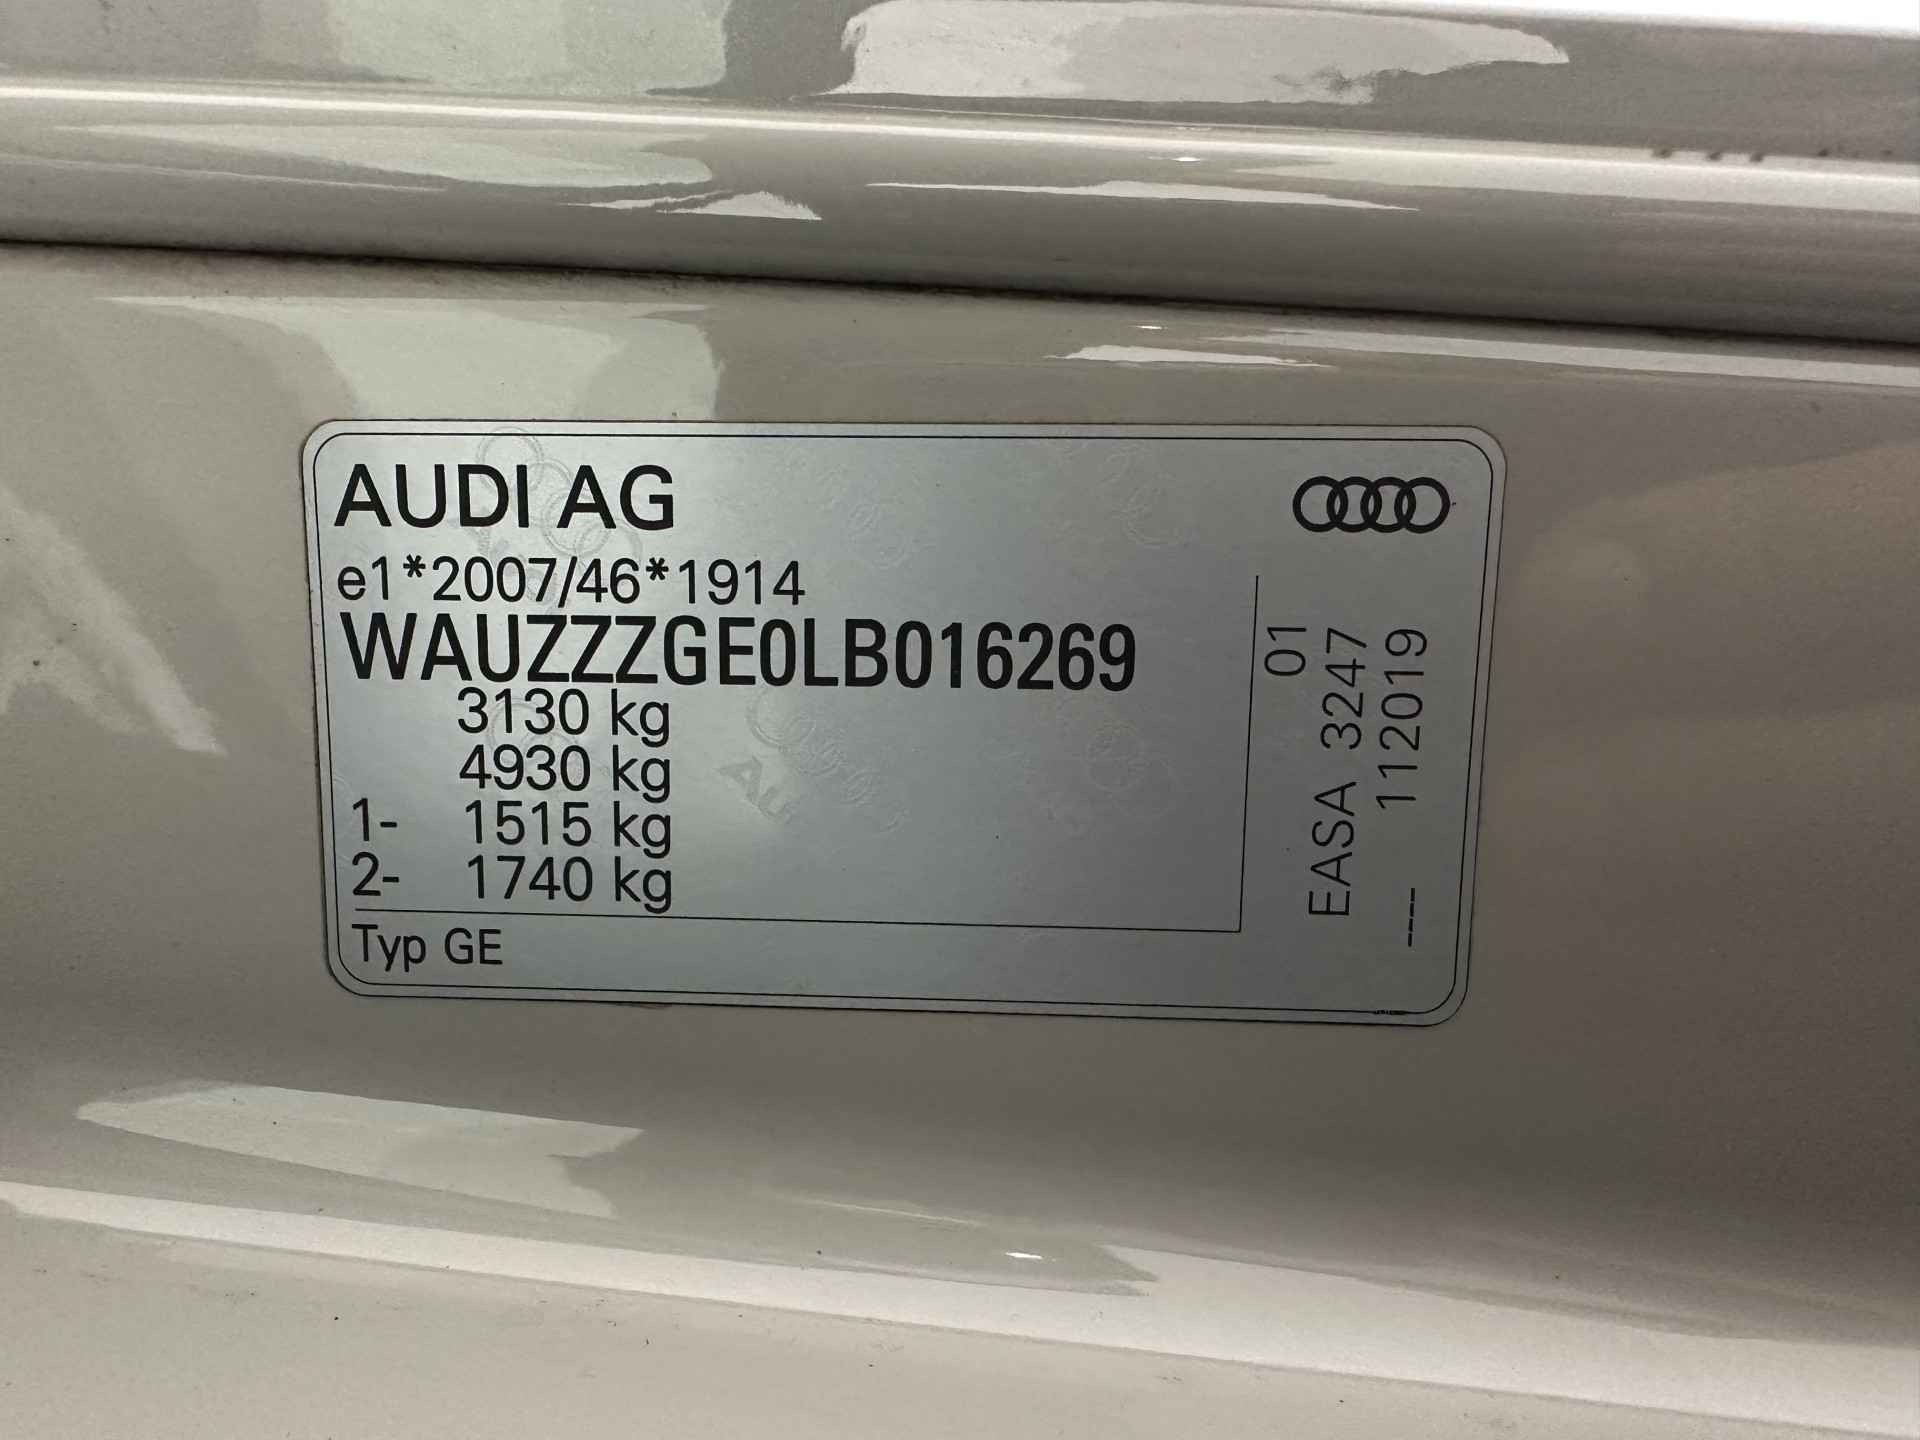 AUDI AG
e1*2007/46*1914
WAUZZZGE0LB016269
3130 kg
4930 kg
1- 1515 kg
2- 1740 kg
Typ GE
01
EASA 3247
---- 112019